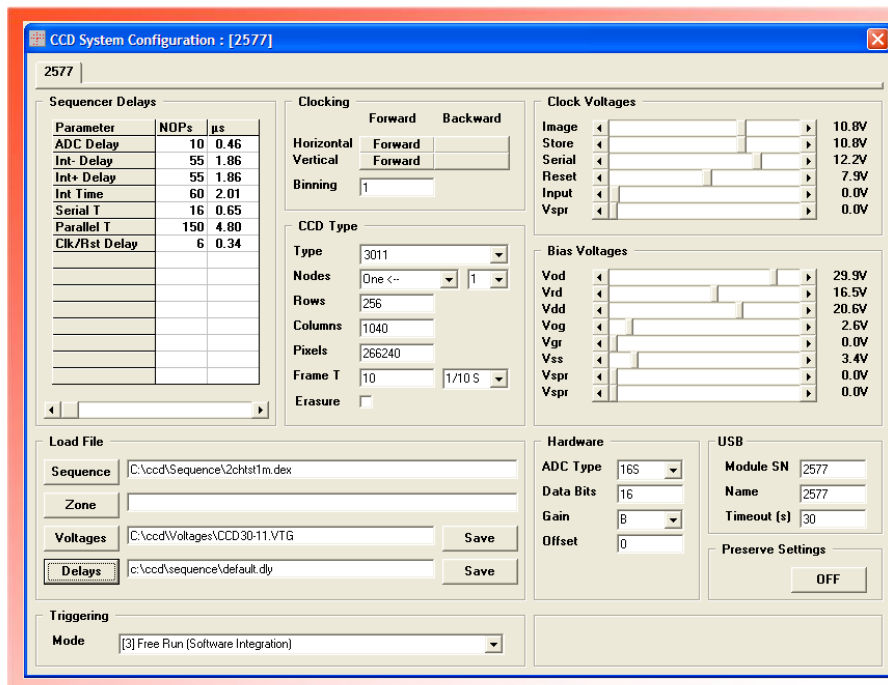 CCD System Configuration : [2577]
2577
Sequencer Delays
Parameter NOPs µs
ADC Delay 10 0.46
Int- Delay 55 1.86
Int+ Delay 55 1.86
Int Time 60 2.01
Serial T 16 0.65
Parallel T 150 4.80
Clk/Rst Delay 6 0.34
Clocking
Forward Backward
Horizontal Forward
Vertical Forward
Binning 1
CCD Type
Type 3011
Nodes One <-- 1
Rows 256
Columns 1040
Pixels 266240
Frame T 10 1/10 S
Erasure
Clock Voltages
Image 10.8V
Store 10.8V
Serial 12.2V
Reset 7.9V
Input 0.0V
Vspr 0.0V
Bias Voltages
Vod 29.9V
Vrd 16.5V
Vdd 20.6V
Vog 2.6V
Vgr 0.0V
Vss 3.4V
Vspr 0.0V
Vspr 0.0V
Load File
Sequence C:\ccd\Sequence\2chtst1m.dex
Zone
Voltages C:\ccd\Voltages\CCD30-11.VTG Save
Delays c:\ccd\sequence\default.dly Save
Hardware
ADC Type 16S
Data Bits 16
Gain B
Offset 0
USB
Module SN 2577
Name 2577
Timeout (s) 30
Preserve Settings
OFF
Triggering
Mode [3] Free Run (Software Integration)